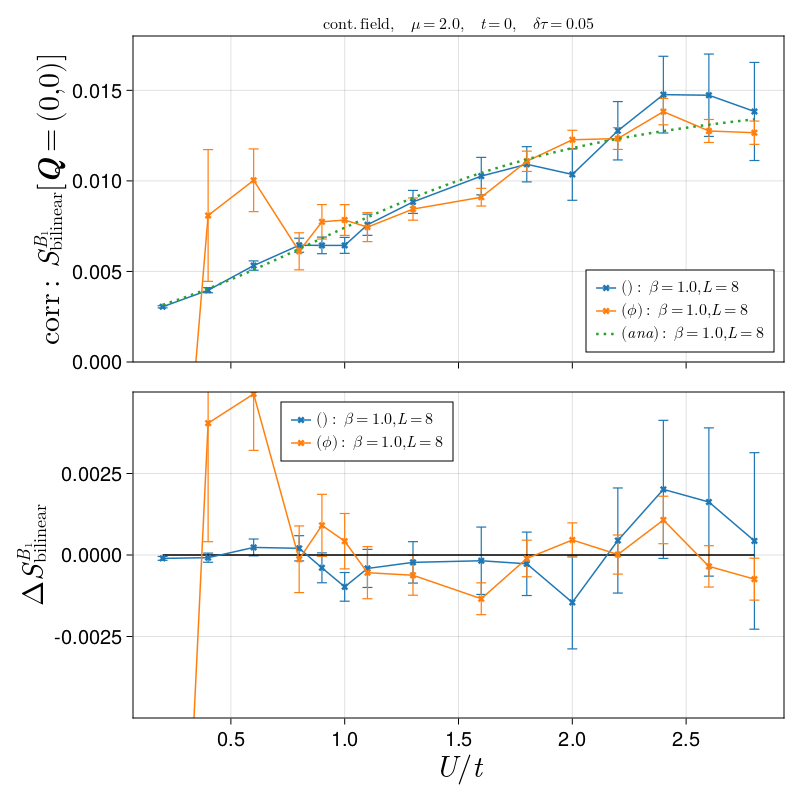 cont. field, μ = 2.0, t = 0, δτ = 0.05
corr: S^{B_1}_{bilinear}[Q = (0,0)]
0.015
0.010
0.005
0.000
() : β = 1.0,L = 8
(ϕ) : β = 1.0,L = 8
(ana) : β = 1.0,L = 8
ΔS^{B_1}_{bilinear}
0.0025
0.0000
-0.0025
() : β = 1.0,L = 8
(ϕ) : β = 1.0,L = 8
0.5 1.0 1.5 2.0 2.5
U/t